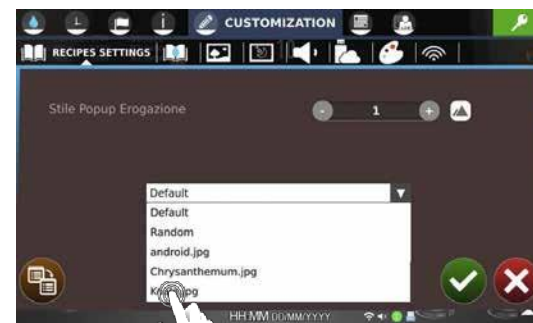 CUSTOMIZATION
RECIPES SETTINGS
Stile Popup Erogazione
- 1 +
Default
Default
Random
android.jpg
Chrysanthemum.jpg
HH:MM DD/MM/YYYY